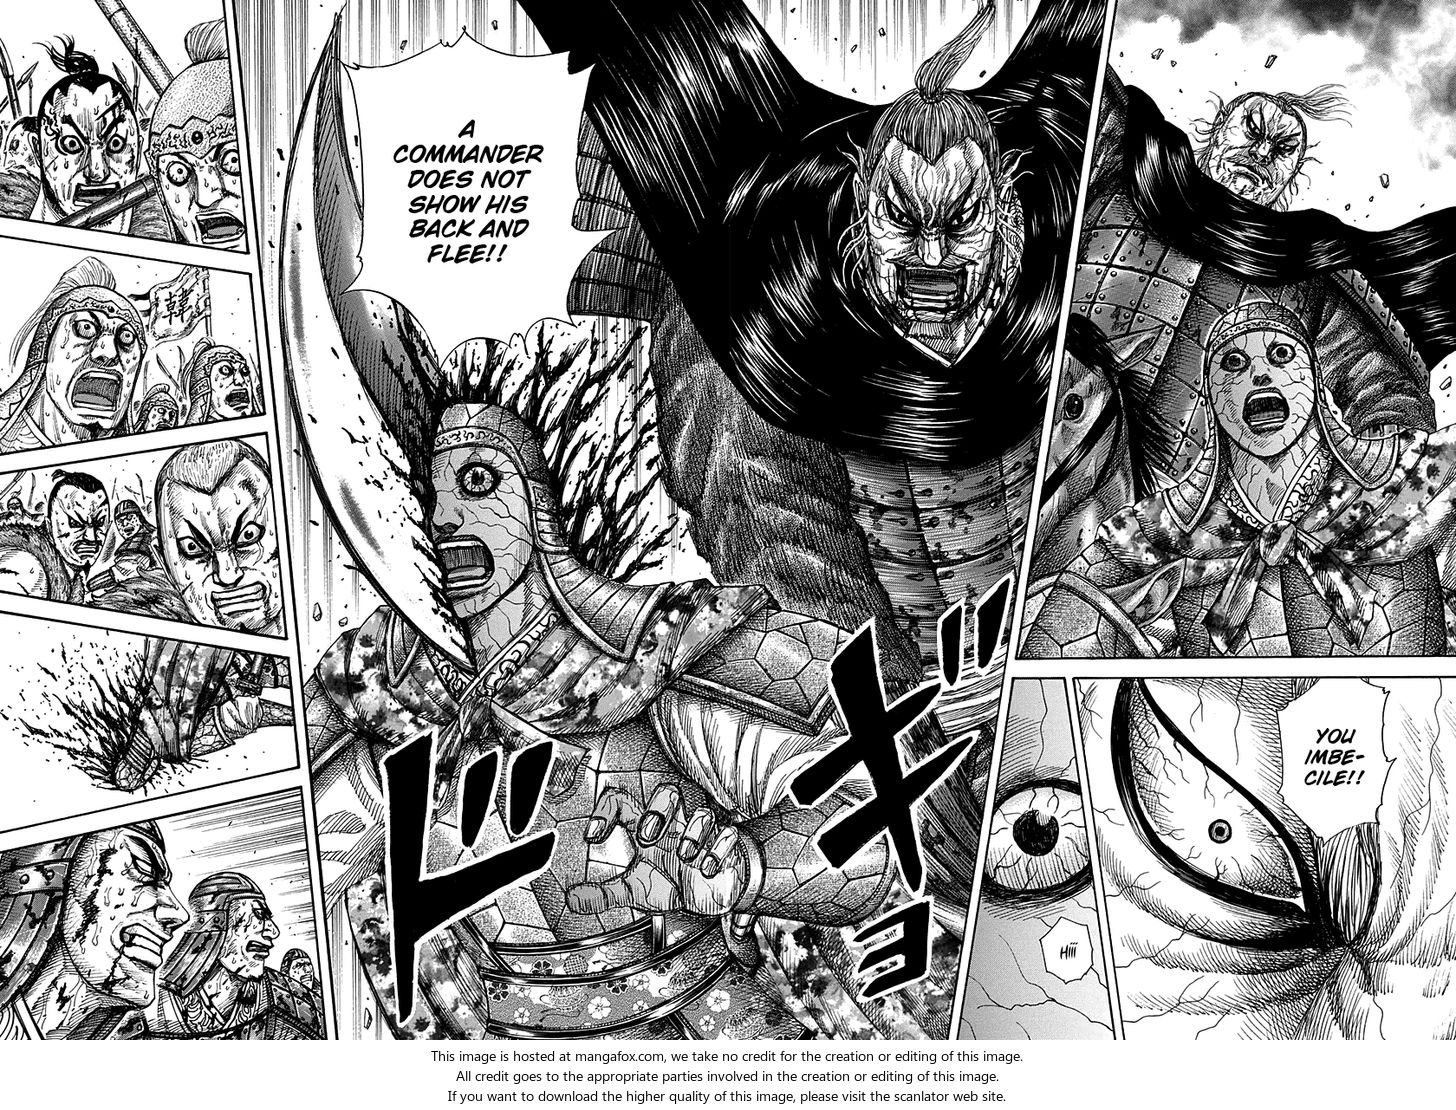 YOU
IMBE-
CILE!!
HIII
A
COMMANDER
DOES NOT
SHOW HIS
BACK AND
FLEE!!
ドギョ
韓
This image is hosted at mangafox.com, we take no credit for the creation or editing of this image.
All credit goes to the appropriate parties involved in the creation or editing of this image.
If you want to download the higher quality of this image, please visit the scanlator web site.